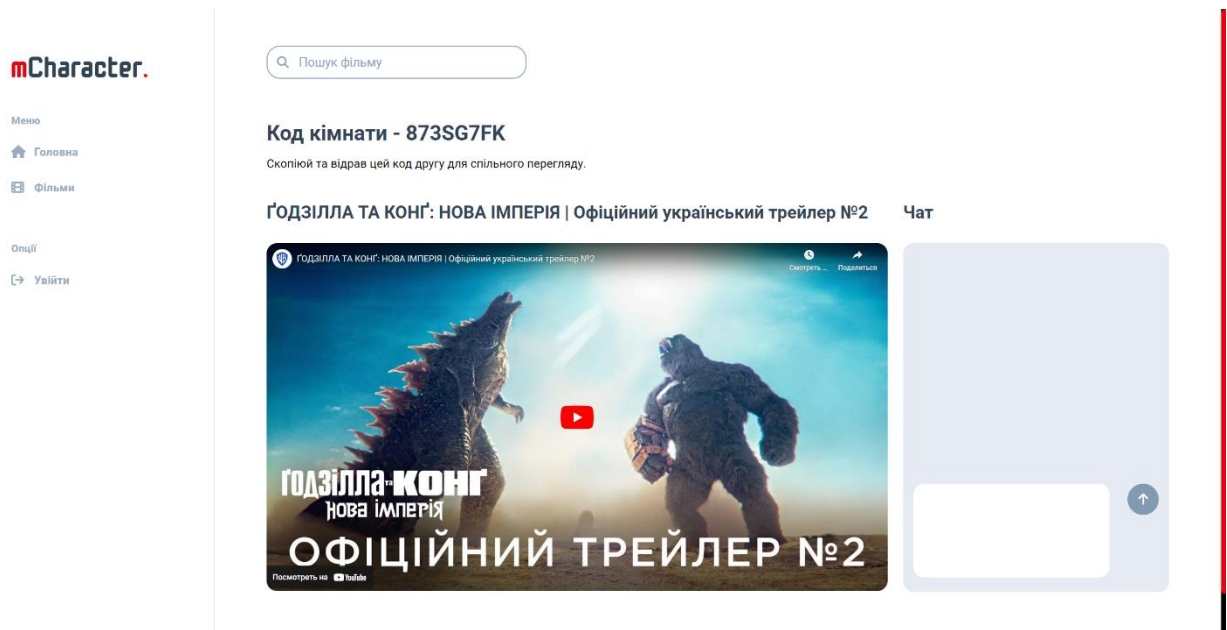 mCharacter.
Меню
Головна
Фільми
Опції
Увійти
Пошук фільму
Код кімнати - 873SG7FK
Скопіюй та відрав цей код другу для спільного перегляду.
ҐОДЗІЛЛА ТА КОНҐ: НОВА ІМПЕРІЯ | Офіційний український трейлер №2
ҐОДЗІЛЛА ТА КОНҐ: НОВА ІМПЕРІЯ | Офіційний український трейлер №2
Смотреть ...
Поделиться
ґодзілла та конґ
нова імперія
ОФІЦІЙНИЙ ТРЕЙЛЕР №2
Посмотреть на YouTube
Чат